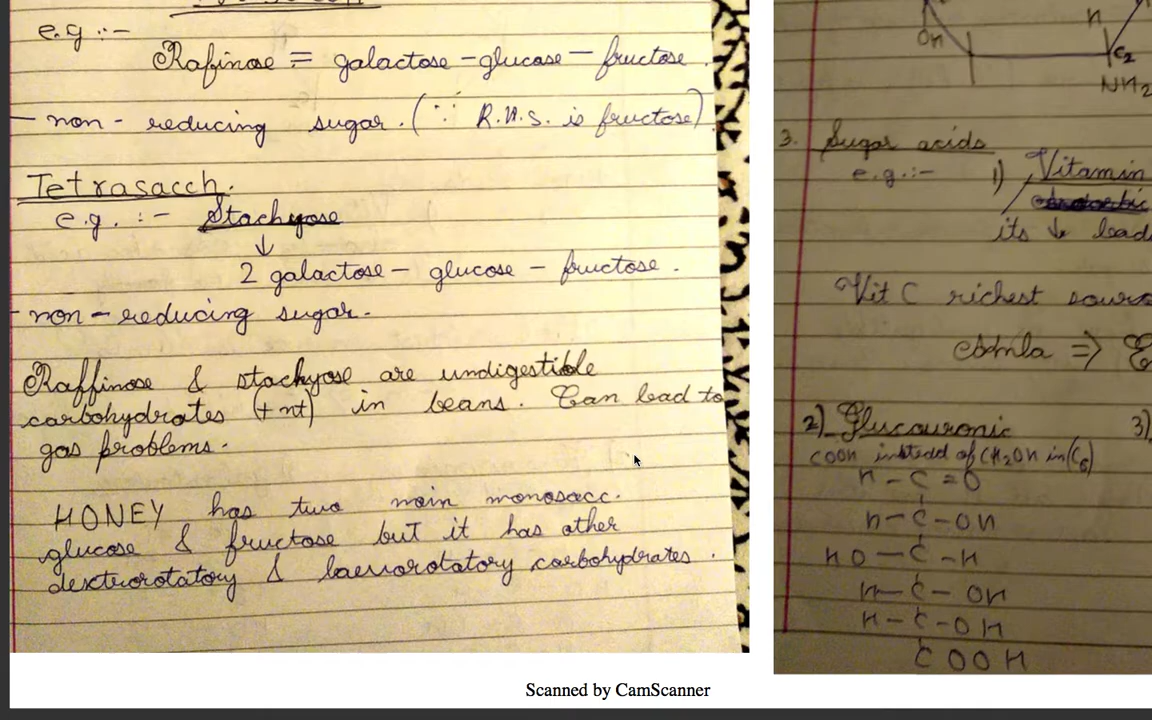 e.g :-
Rafinose = galactose - glucose - fructose.
- non - reducing sugar. (∵ R.H.S. is fructose)
Tetrasacch.
e.g. :- Stachyose
↓
2 galactose - glucose - fructose.
- non - reducing sugar.
Raffinose & stachyose are undigestible
carbohydrates (+nt) in beans. Can lead to
gas problems.
HONEY has two main monosacc.
glucose & fructose but it has other
dextrorotatory & laevorotatory carbohydrates.
OH
H
C2
NH2
3. Sugar acids
e.g.:- 1) Vitamin
its ↓ lead
Vit C richest
=>
2) Glucouronic 3)
COOH instead of CH2OH in (C6)
H - C = O
H - C - OH
HO - C - H
H - C - OH
H - C - OH
COOH
Scanned by CamScanner